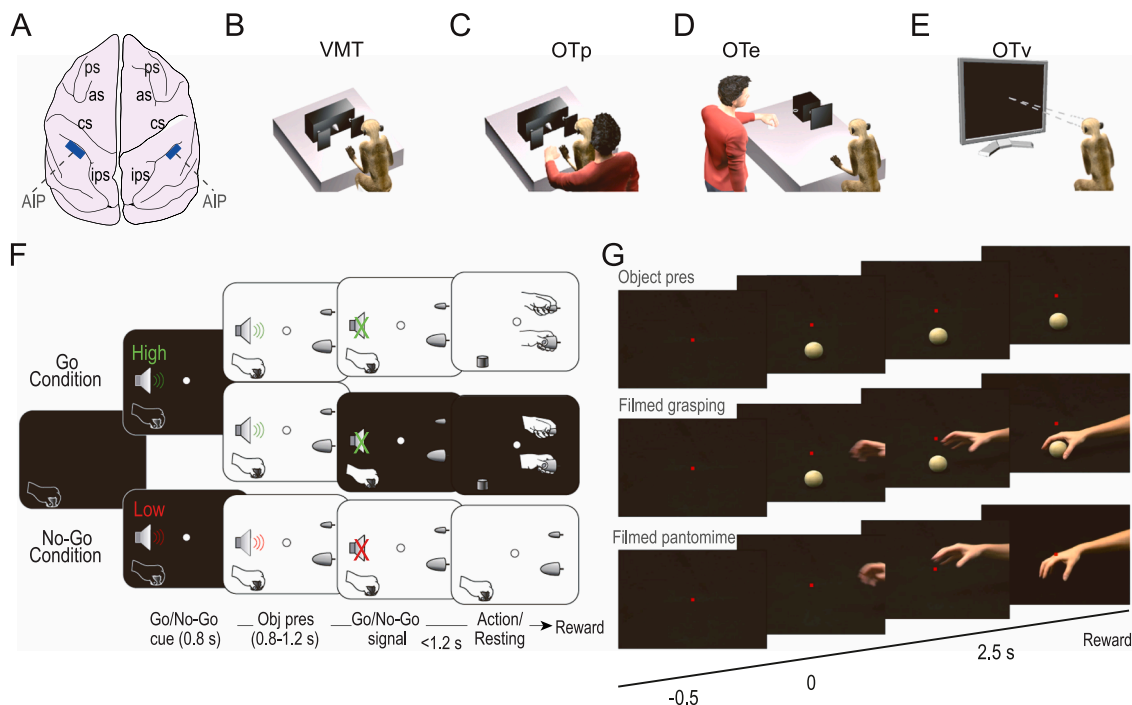 A
B
C
D
E
VMT
OTp
OTe
OTv
ps
ps
as
as
cs
cs
ips
ips
AIP
AIP
F
Go
Condition
High
No-Go
Condition
Low
Go/No-Go
cue (0.8 s)
Obj pres
(0.8-1.2 s)
Go/No-Go
signal
<1.2 s
Action/
Resting
Reward
G
Object pres
Filmed grasping
Filmed pantomime
-0.5
0
2.5 s
Reward